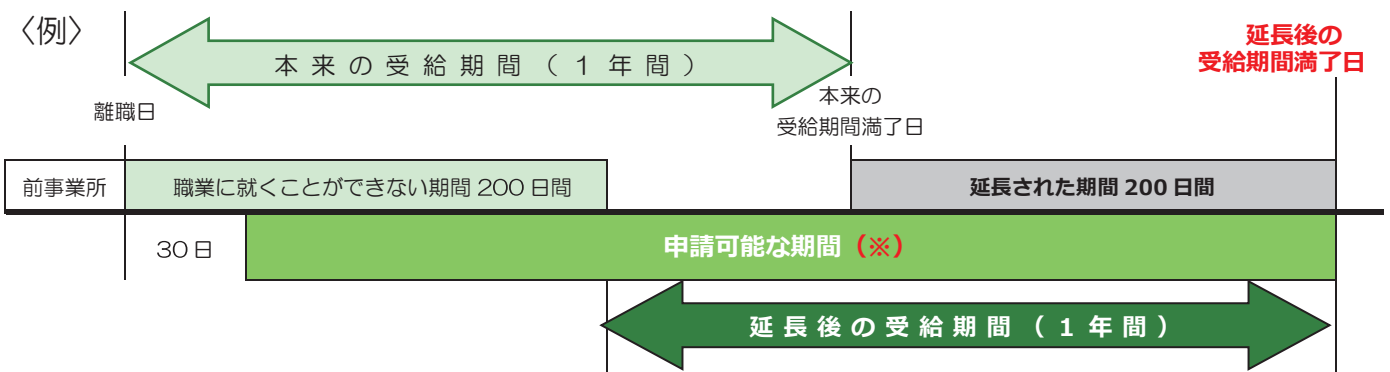 〈例〉
本来の受給期間（１年間）
延長後の
受給期間満了日
離職日
本来の
受給期間満了日
前事業所
職業に就くことができない期間 200 日間
延長された期間 200 日間
30日
申請可能な期間（※）
延長後の受給期間（１年間）